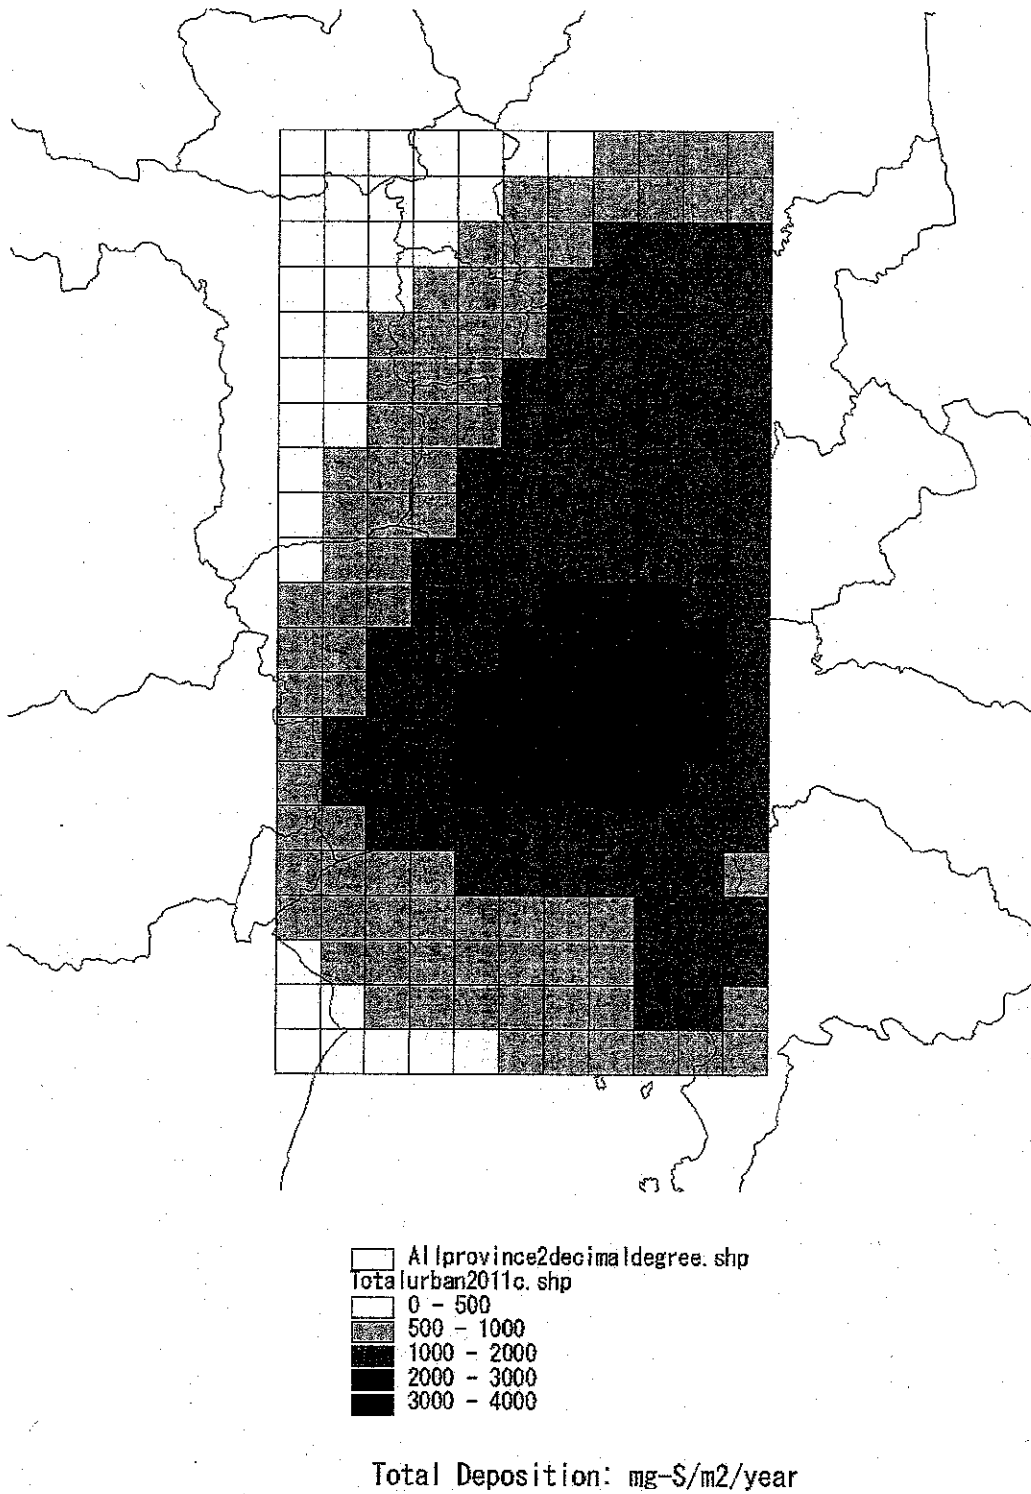 Allprovince2decimaldegree.shp
Totalurban2011c.shp
0 - 500
500 - 1000
1000 - 2000
2000 - 3000
3000 - 4000
Total Deposition: mg-S/m2/year